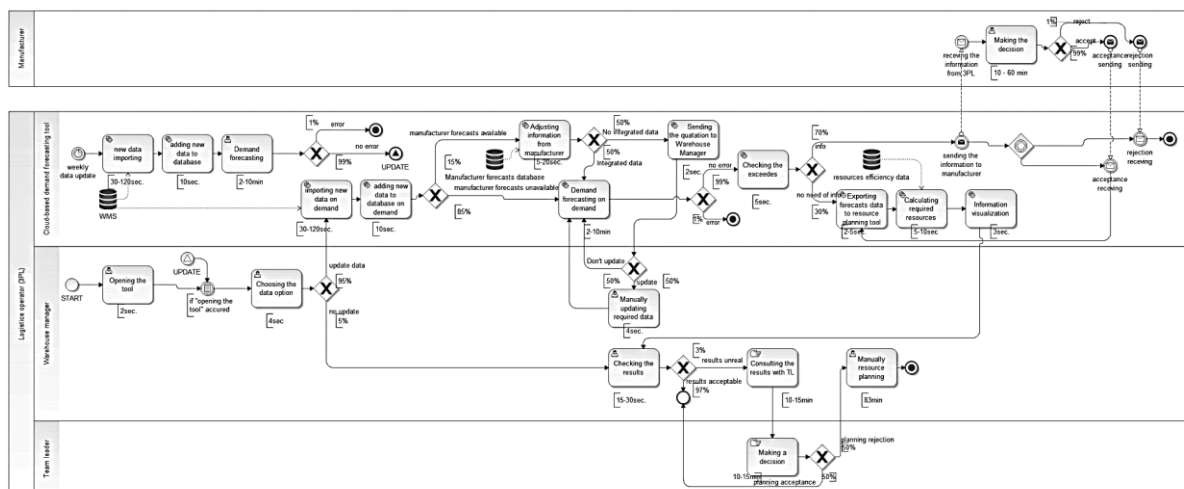 Manufacturer
receving the
information
from 3PL
Making the
decision
10 - 60 min
1%
reject
accept
99%
acceptance
sending
rejection
sending
Logistics operator (3PL)
Cloud-based demand forecasting tool
weekly
data update
new data
importing
30-120sec.
adding new
data to
database
10sec.
Demand
forecasting
2-10min
1%
error
no error
99%
UPDATE
WMS
importing new
data on
demand
30-120sec.
adding new
data to
database on
demand
10sec.
manufacturer forecasts available
15%
Manufacturer forecasts database
manufacturer forecasts unavailable
85%
Adjusting
information
from
manufacturer
5-20sec.
50%
No integrated data
50%
Integrated data
Demand
forecasting on
demand
2-10min
Sending
the quatation to
Warehouse
Manager
2sec.
no error
99%
1%
error
Checking the
exceedes
5sec.
70%
info
no need of info
30%
resources efficiency data
Exporting
forecasts data
to resource
planning tool
2-5sec.
Calculating
required
resources
5-10sec
Information
visualization
3sec.
sending the
information to
manufacturer
rejection
receving
acceptance
receving
Warehouse manager
START
Opening the
tool
2sec.
UPDATE
if "opening the
tool" accured
Choosing the
data option
4sec
update data
95%
no update
5%
Don't update
50%
update
50%
Manually
updating
required data
4sec.
Checking the
results
15-30sec.
3%
results unreal
results acceptable
97%
Consulting the
results with TL
10-15min
Manually
resource
planning
83min
Team leader
Making a
decision
10-15min
planning rejection
50%
50%
planning acceptance